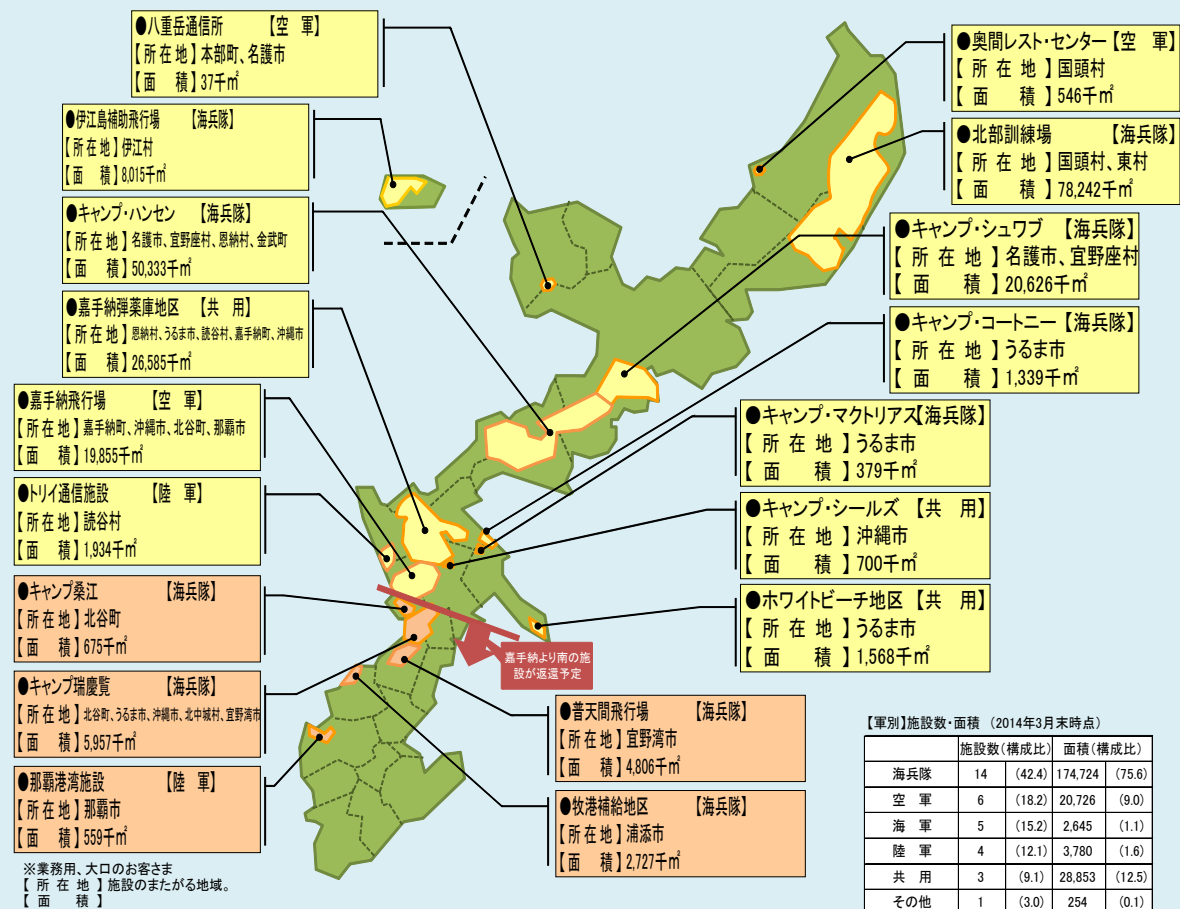 ●八重岳通信所 【空 軍】
【所在地】本部町、名護市
【面 積】37千㎡
●伊江島補助飛行場 【海兵隊】
【所在地】伊江村
【面 積】8,015千㎡
●キャンプ・ハンセン 【海兵隊】
【所在地】名護市、宜野座村、恩納村、金武町
【面 積】50,333千㎡
●嘉手納弾薬庫地区 【共 用】
【所在地】恩納村、うるま市、読谷村、嘉手納町、沖縄市
【面 積】26,585千㎡
●嘉手納飛行場 【空 軍】
【所在地】嘉手納町、沖縄市、北谷町、那覇市
【面 積】19,855千㎡
●トリイ通信施設 【陸 軍】
【所在地】読谷村
【面 積】1,934千㎡
●キャンプ桑江 【海兵隊】
【所在地】北谷町
【面 積】675千㎡
●キャンプ瑞慶覧 【海兵隊】
【所在地】北谷町、うるま市、沖縄市、北中城村、宜野湾市
【面 積】5,957千㎡
●那覇港湾施設 【陸 軍】
【所在地】那覇市
【面 積】559千㎡
※業務用、大口のお客さま
【 所 在 地 】施設のまたがる地域。
【 面 積 】
●奥間レスト・センター【空 軍】
【 所 在 地 】国頭村
【 面 積 】546千㎡
●北部訓練場 【海兵隊】
【 所 在 地 】国頭村、東村
【 面 積 】78,242千㎡
●キャンプ・シュワブ 【海兵隊】
【 所 在 地 】名護市、宜野座村
【 面 積 】20,626千㎡
●キャンプ・コートニー【海兵隊】
【 所 在 地 】うるま市
【 面 積 】1,339千㎡
●キャンプ・マクトリアス【海兵隊】
【 所 在 地 】うるま市
【 面 積 】379千㎡
●キャンプ・シールズ 【共 用】
【 所 在 地 】沖縄市
【 面 積 】700千㎡
●ホワイトビーチ地区【共 用】
【 所 在 地 】うるま市
【 面 積 】1,568千㎡
嘉手納より南の施
設が返還予定
●普天間飛行場 【海兵隊】
【所在地】宜野湾市
【面 積】4,806千㎡
●牧港補給地区 【海兵隊】
【所在地】浦添市
【面 積】2,727千㎡
【軍別】施設数・面積 （2014年3月末時点）
施設数(構成比) 面積(構成比)
海兵隊 14 (42.4) 174,724 (75.6)
空 軍 6 (18.2) 20,726 (9.0)
海 軍 5 (15.2) 2,645 (1.1)
陸 軍 4 (12.1) 3,780 (1.6)
共 用 3 (9.1) 28,853 (12.5)
その他 1 (3.0) 254 (0.1)